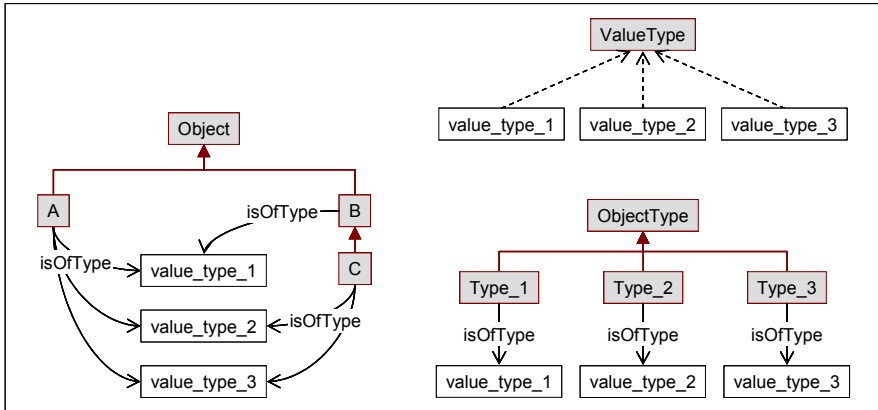 ValueType
value_type_1
value_type_2
value_type_3
Object
A
B
isOfType
isOfType
value_type_1
C
value_type_2
isOfType
value_type_3
ObjectType
Type_1
Type_2
Type_3
isOfType
isOfType
isOfType
value_type_1
value_type_2
value_type_3